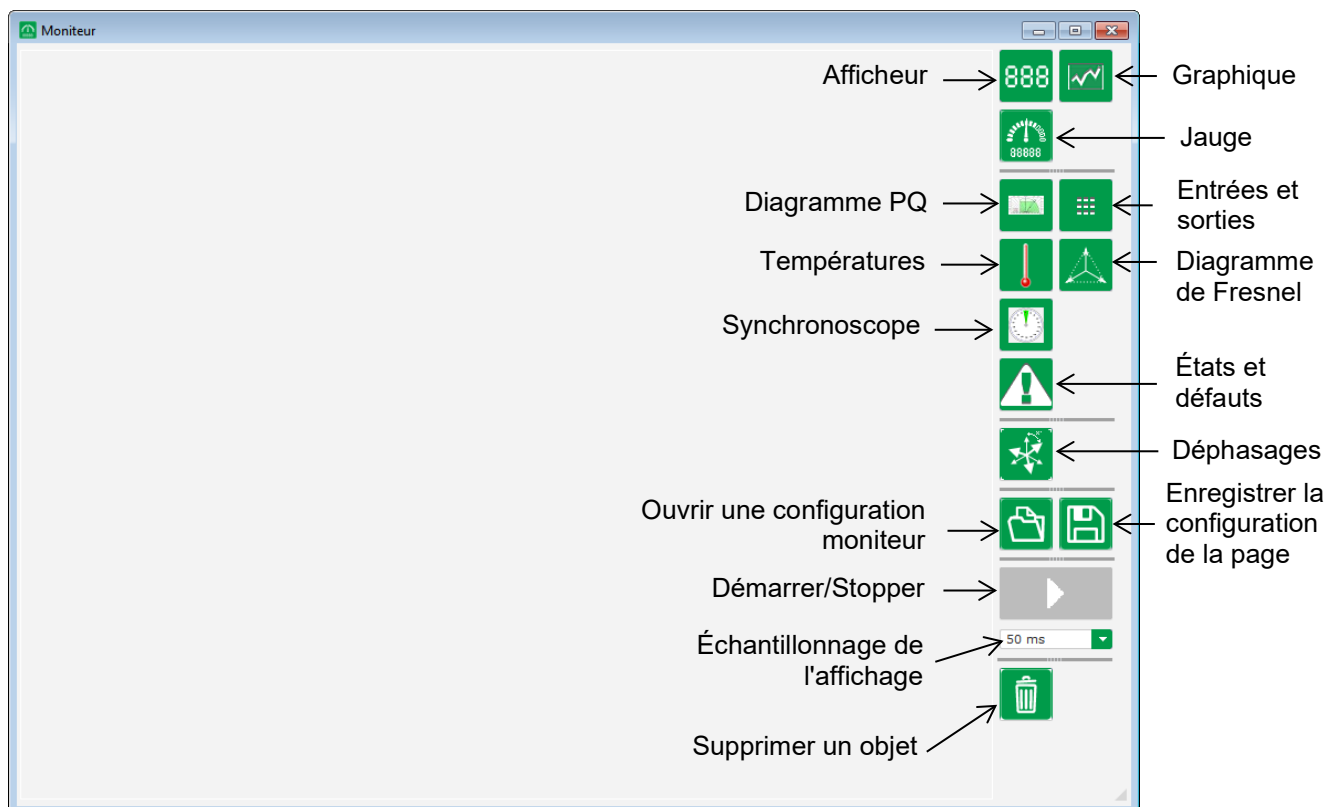 Moniteur
Afficheur
888
Graphique
88888
Jauge
Diagramme PQ
Entrées et
sorties
Températures
Diagramme
de Fresnel
Synchronoscope
États et
défauts
Déphasages
Ouvrir une configuration
moniteur
Enregistrer la
configuration
de la page
Démarrer/Stopper
50 ms
Échantillonnage de
l'affichage
Supprimer un objet